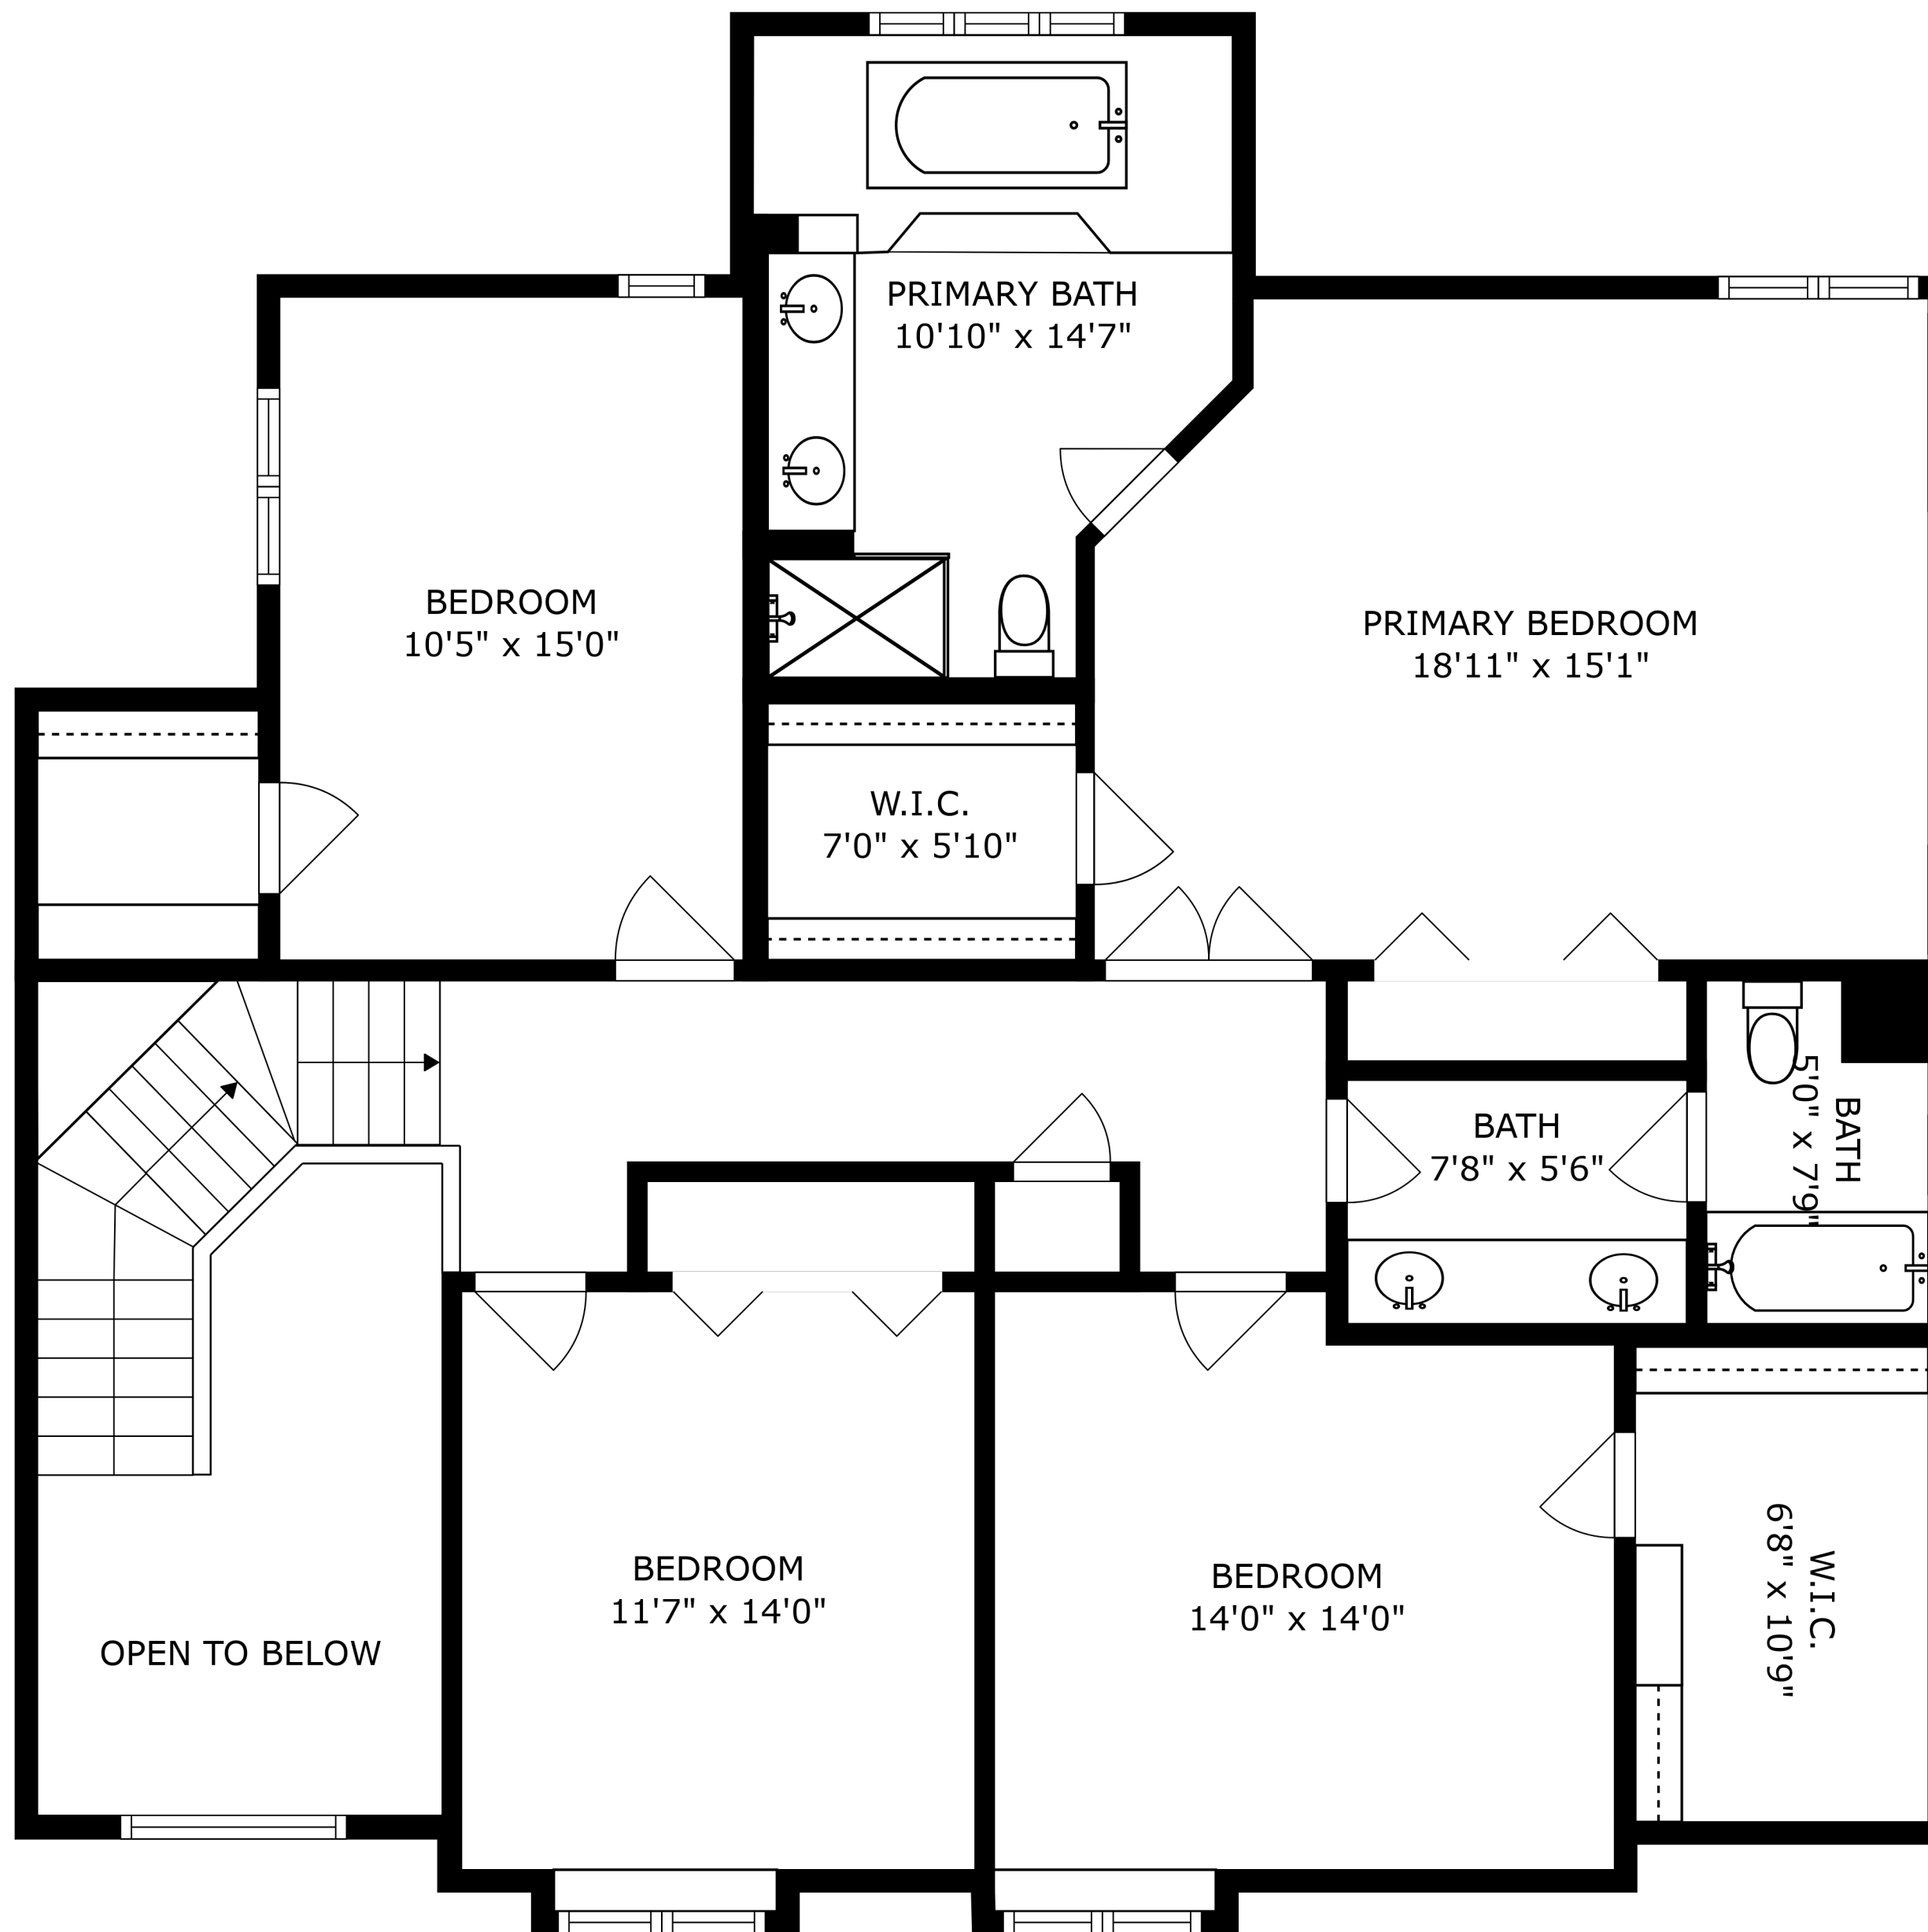 PRIMARY BATH
10'10" x 14'7"
BEDROOM
10'5" x 15'0"
PRIMARY BEDROOM
18'11" x 15'1"
W.I.C.
7'0" x 5'10"
BATH
7'8" x 5'6"
BATH
5'0" x 7'9"
BEDROOM
11'7" x 14'0"
BEDROOM
14'0" x 14'0"
W.I.C.
6'8" x 10'9"
OPEN TO BELOW